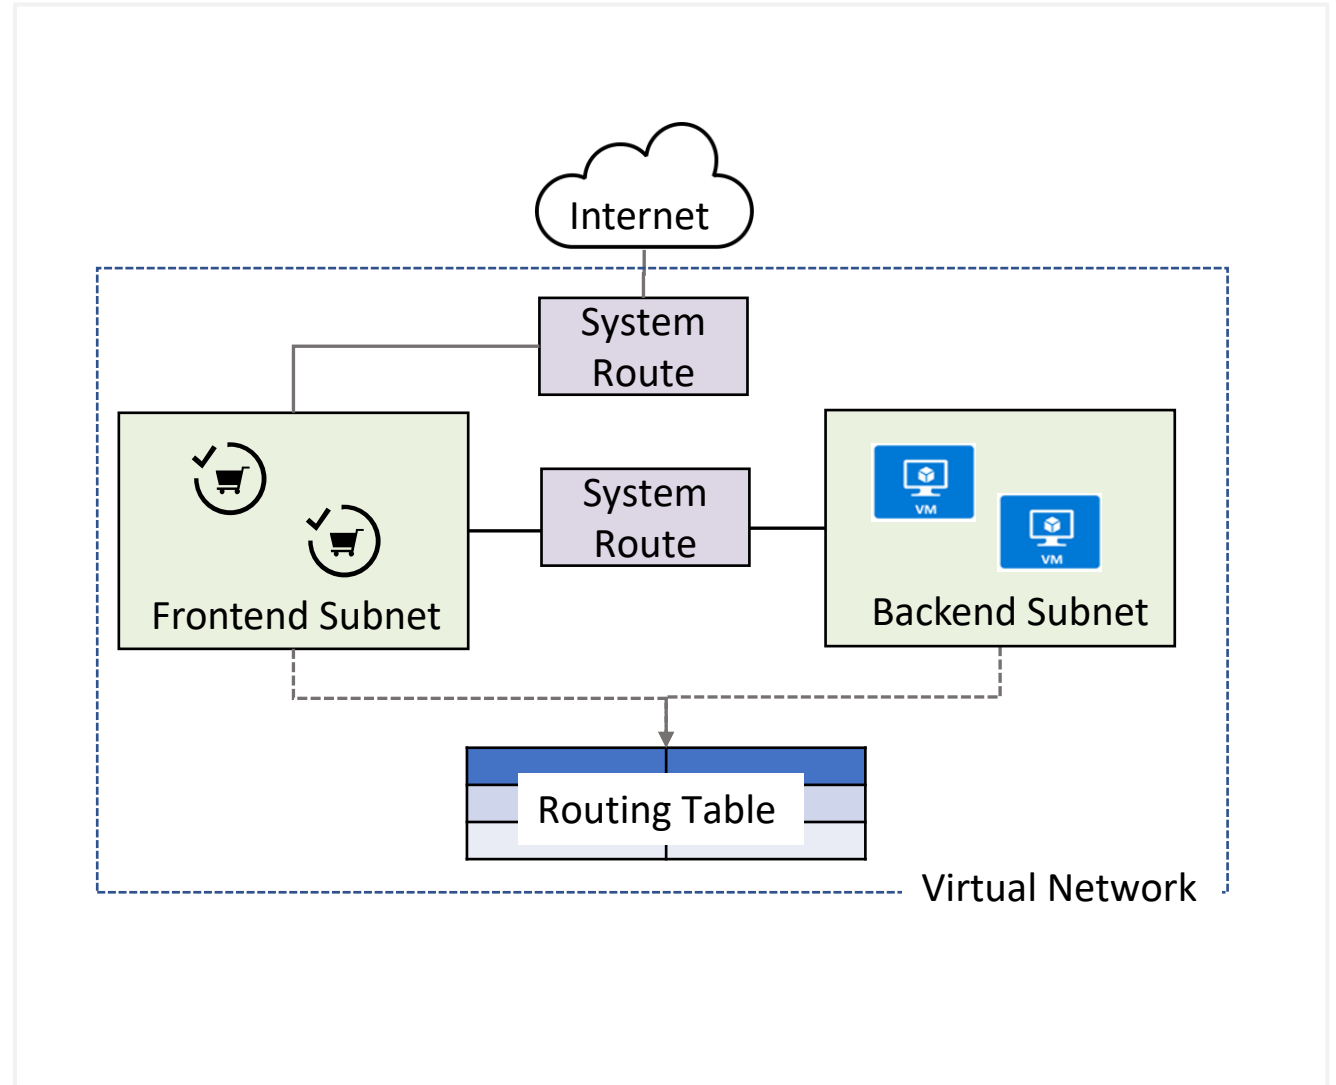 Internet
System
Route
System
Route
VM
VM
Frontend Subnet
Backend Subnet
Routing Table
Virtual Network